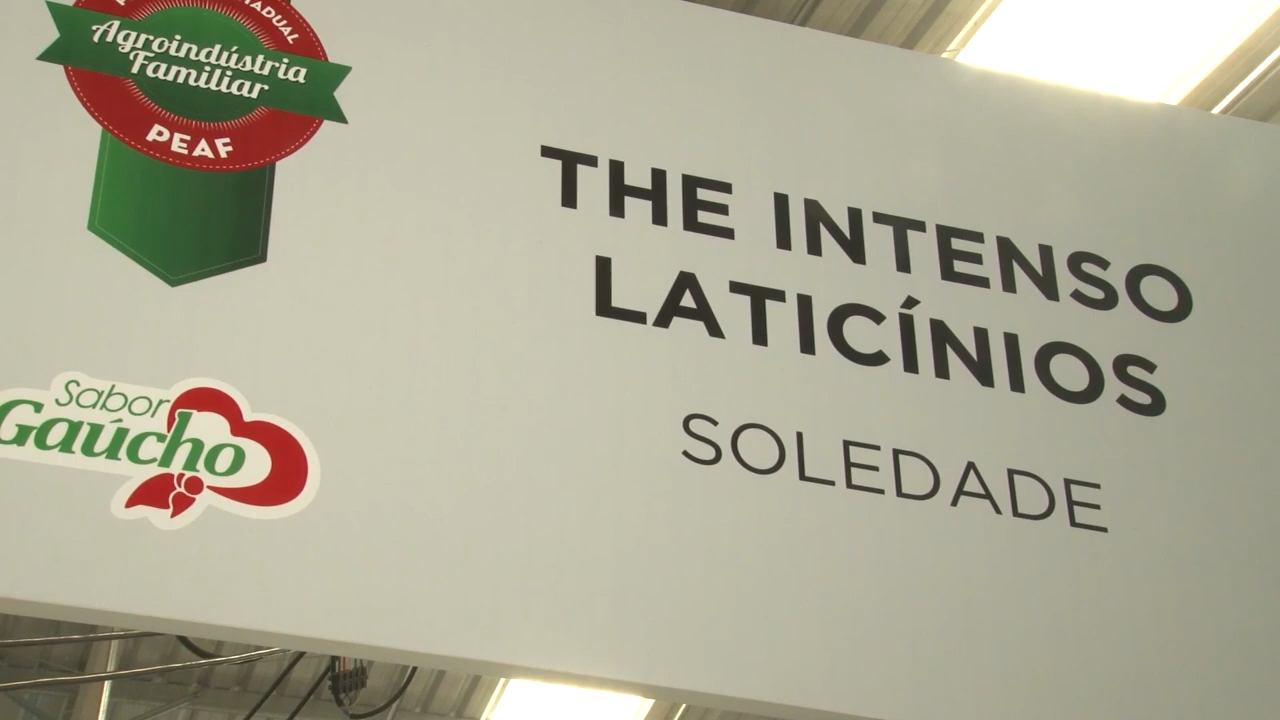 Agroindústria
Familiar
PEAF
Sabor
Gaúcho
THE INTENSO
LATICÍNIOS
SOLEDADE